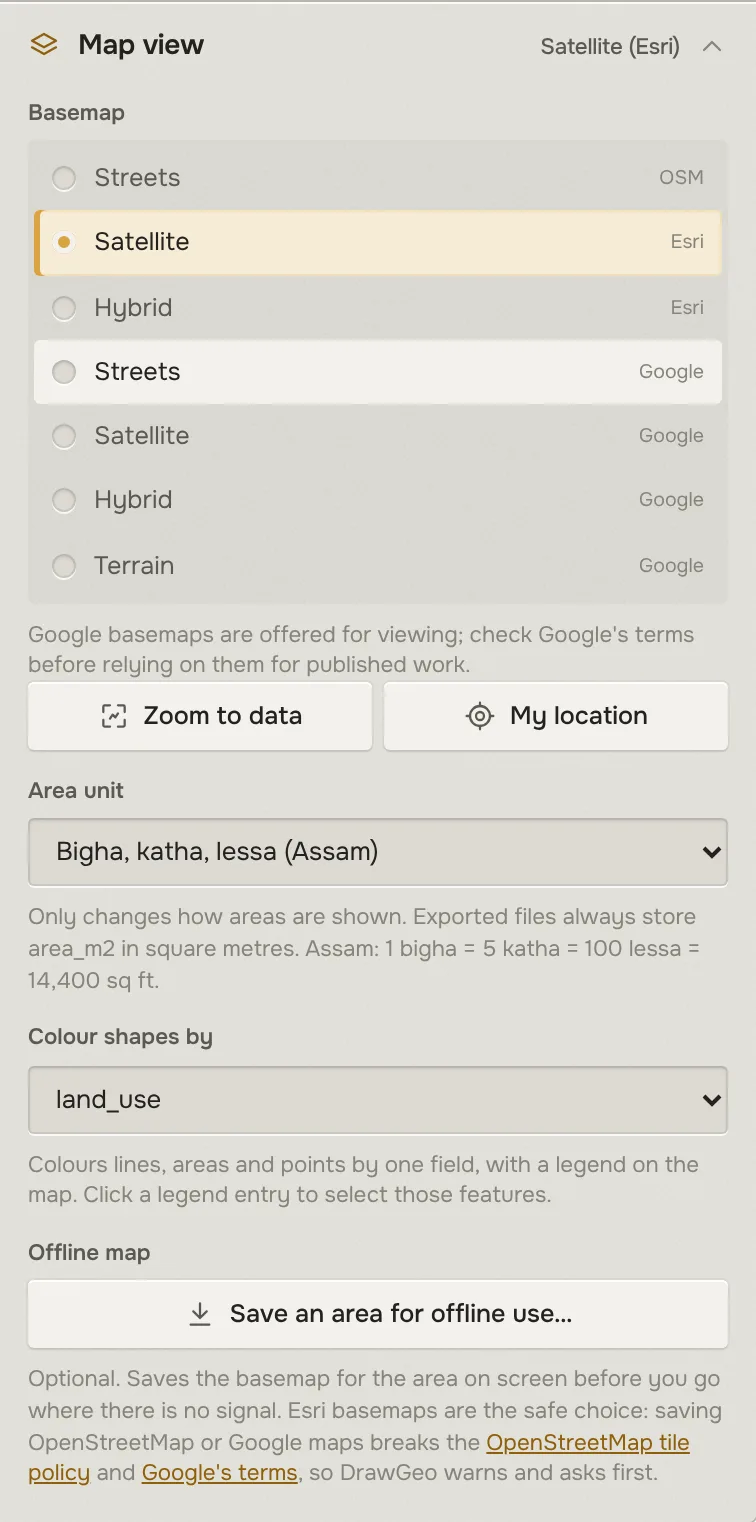 Map view
Satellite (Esri)
Basemap
Streets OSM
Satellite Esri
Hybrid Esri
Streets Google
Satellite Google
Hybrid Google
Terrain Google
Google basemaps are offered for viewing; check Google's terms
before relying on them for published work.
Zoom to data
My location
Area unit
Bigha, katha, lessa (Assam)
Only changes how areas are shown. Exported files always store
area_m2 in square metres. Assam: 1 bigha = 5 katha = 100 lessa =
14,400 sq ft.
Colour shapes by
land_use
Colours lines, areas and points by one field, with a legend on the
map. Click a legend entry to select those features.
Offline map
Save an area for offline use...
Optional. Saves the basemap for the area on screen before you go
where there is no signal. Esri basemaps are the safe choice: saving
OpenStreetMap or Google maps breaks the OpenStreetMap tile
policy and Google's terms, so DrawGeo warns and asks first.